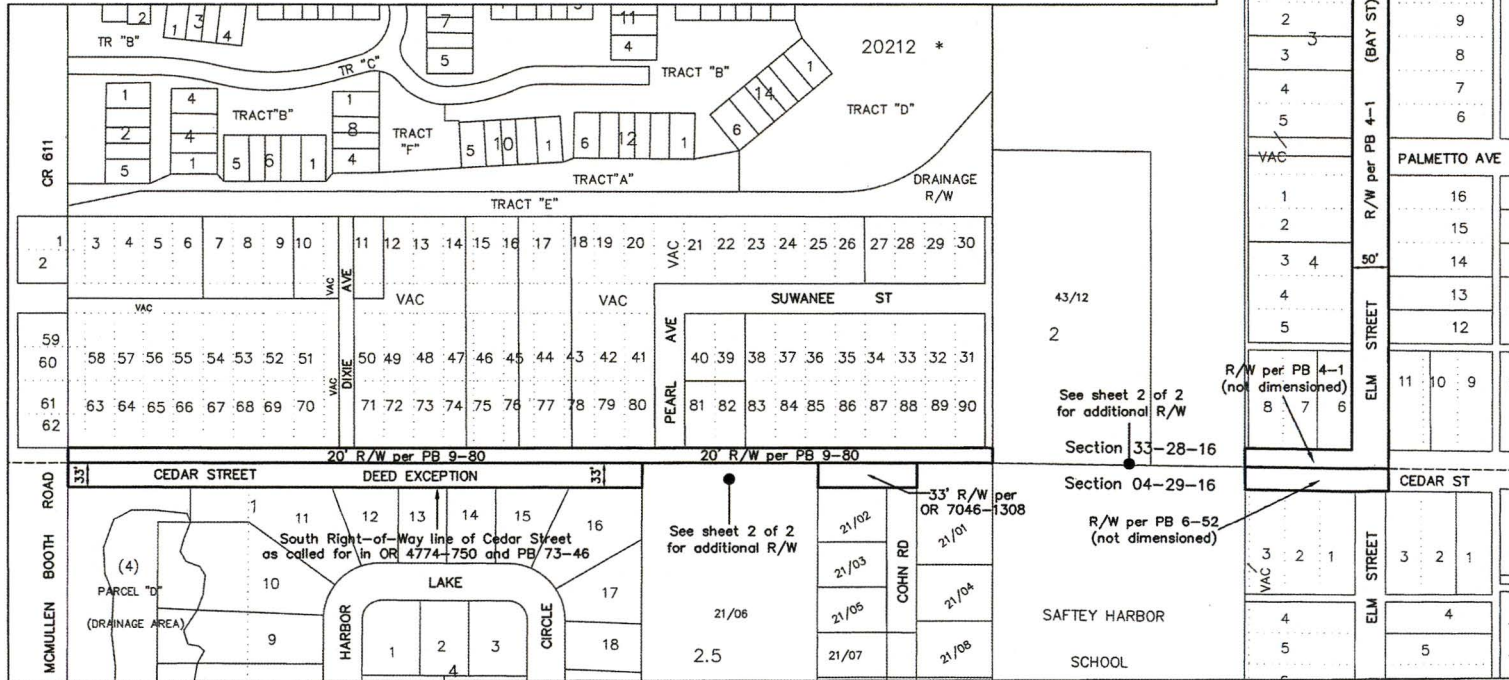 2
1 3 4
TR "B"
7
5
11
4
20212 *
TR "C"
TRACT "B"
TRACT "D"
1
14
6
1
2
5
4
4
1
TRACT"B"
5 6 1
1
8
4
TRACT
"F"
5 10 1
6 12 1
CR 611
TRACT"A"
DRAINAGE
R/W
TRACT "E"
1
2
3 4 5 6 7 8 9 10 11 12 13 14 15 16 17 18 19 20 21 22 23 24 25 26 27 28 29 30
VAC
VAC
VAC
AVE
VAC
VAC
SUWANEE ST
PEARL AVE
DIXIE
VAC
59
60
58 57 56 55 54 53 52 51 50 49 48 47 46 45 44 43 42 41 40 39 38 37 36 35 34 33 32 31
61
62
63 64 65 66 67 68 69 70 71 72 73 74 75 76 77 78 79 80 81 82 83 84 85 86 87 88 89 90
20' R/W per PB 9-80
20' R/W per PB 9-80
33'
CEDAR STREET
DEED EXCEPTION
33'
MCMULLEN BOOTH ROAD
1 11 12 13 14 15 16
South Right-of-Way line of Cedar Street
as called for in OR 4774-750 and PB 73-46
(4)
PARCEL "D"
(DRAINAGE AREA)
10
9
LAKE
HARBOR
CIRCLE
1 2 3
4
17
18
See sheet 2 of 2
for additional R/W
21/06
2.5
33' R/W per
OR 7046-1308
21/02
21/03
21/05
21/07
COHN RD
21/01
21/04
21/08
43/12
2
See sheet 2 of 2
for additional R/W
Section 33-28-16
Section 04-29-16
R/W per PB 4-1
(not dimensioned)
R/W per PB 6-52
(not dimensioned)
SAFTEY HARBOR
SCHOOL
2
3
3
4
5
VAC
1
2
3 4
4
5
8 7 6
(BAY ST)
R/W per PB 4-1
50'
ELM STREET
9
8
7
6
PALMETTO AVE
16
15
14
13
12
11 10 9
CEDAR ST
3 2 1
VAC
4
5
ELM STREET
3 2 1
4
5